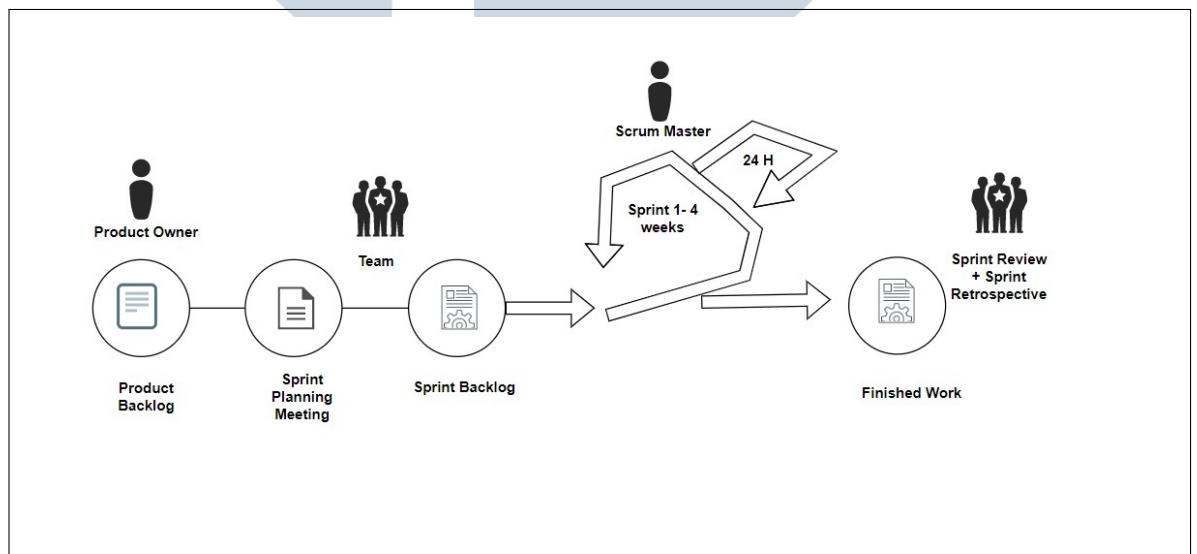 Scrum Master
24 H
Product Owner
Sprint 1- 4
weeks
Team
Sprint Review
+ Sprint
Retrospective
Product
Backlog
Sprint
Planning
Meeting
Sprint Backlog
Finished Work